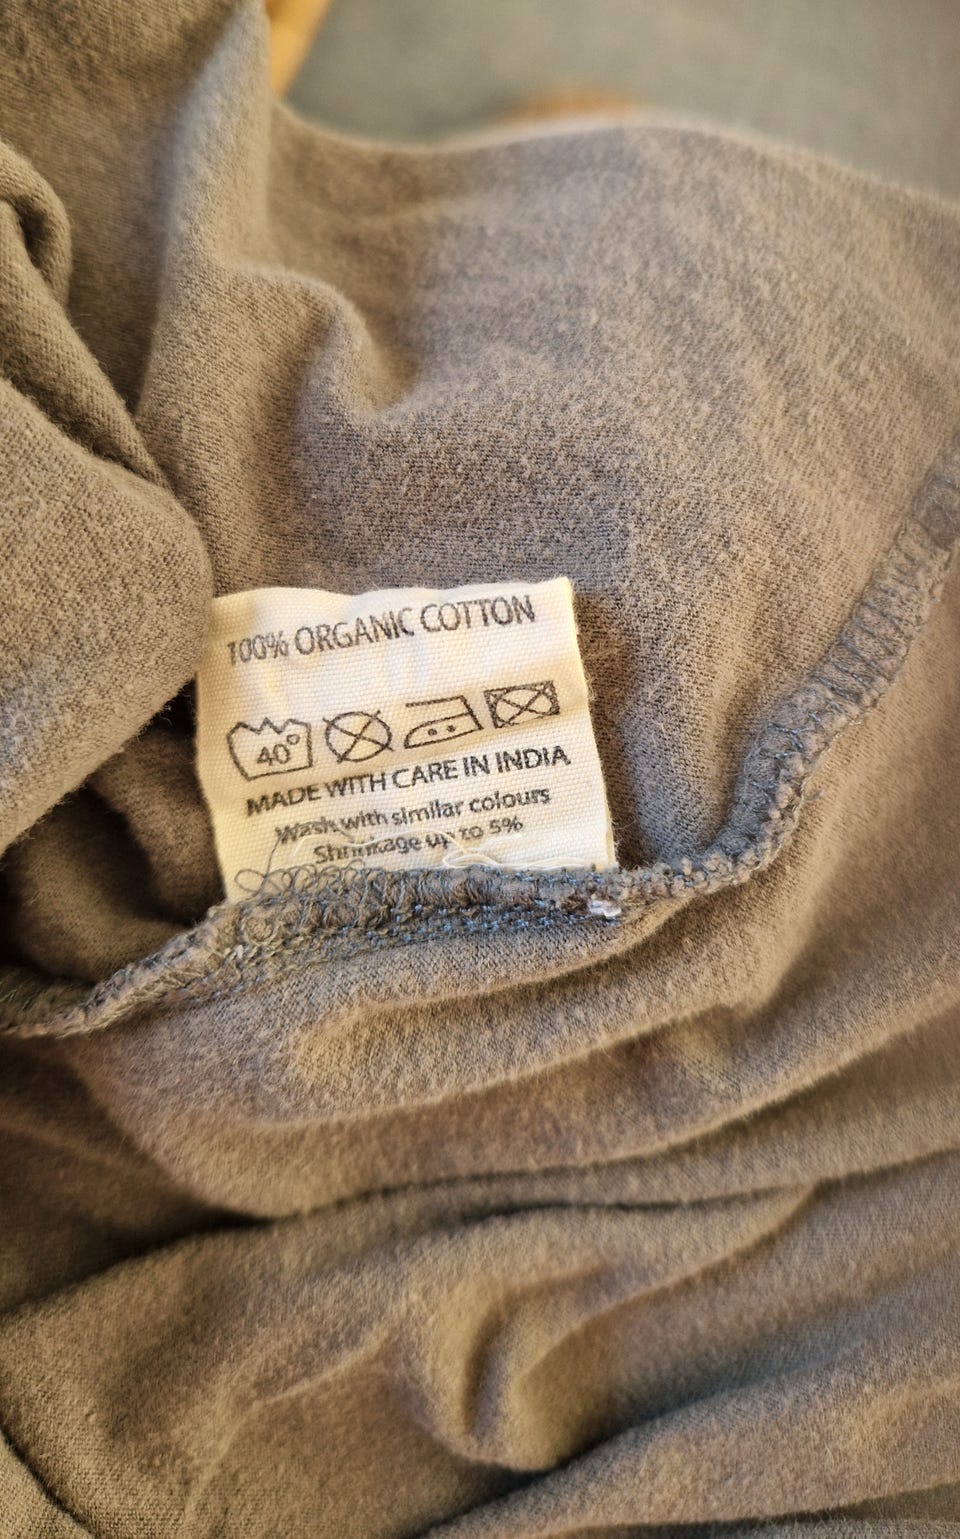 100% ORGANIC COTTON
40°
MADE WITH CARE IN INDIA
Wash with similar colours
Shrinkage up to 5%